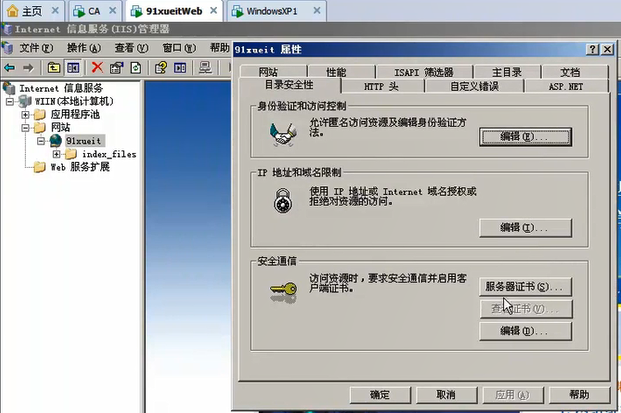 主页 CA 91xueitWeb WindowsXP1
Internet 信息服务(IIS)管理器
文件(F) 操作(A) 查看(V) 窗口(W) 帮助
91xueit 属性
网站 性能 ISAPI 筛选器 主目录 文档
目录安全性 HTTP 头 自定义错误 ASP.NET
Internet 信息服务
WIIN(本地计算机)
应用程序池
网站
91xueit
index_files
Web 服务扩展
身份验证和访问控制
允许匿名访问资源及编辑身份验证方
法。
编辑(E)...
IP 地址和域名限制
使用 IP 地址或 Internet 域名授权或
拒绝对资源的访问。
编辑(I)...
安全通信
访问资源时，要求安全通信并启用客
户端证书。
服务器证书(S)...
查看证书(V)...
编辑(D)...
确定 取消 应用(A) 帮助